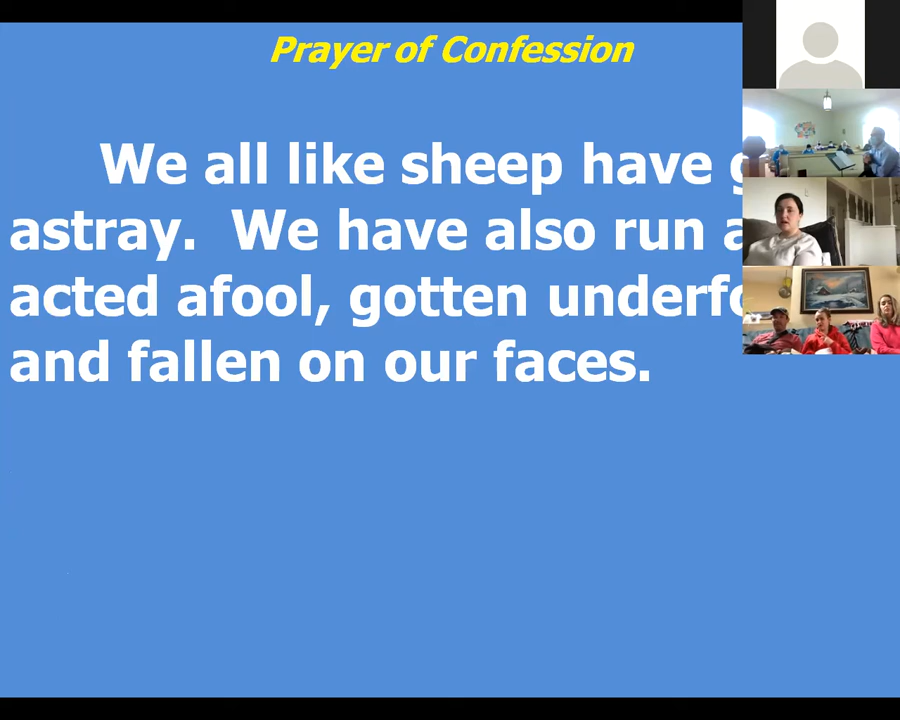 Prayer of Confession
We all like sheep have
astray. We have also run
acted afool, gotten
and fallen on our faces.